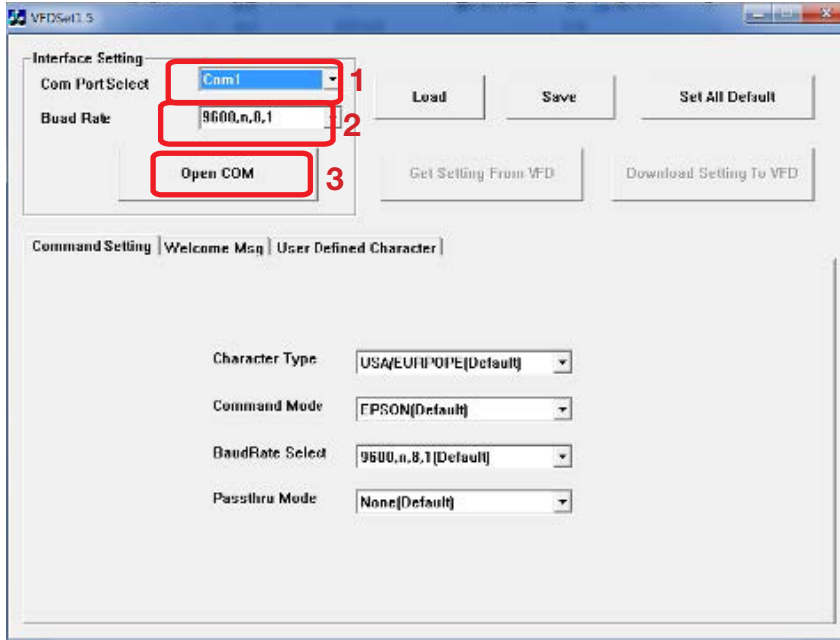 VFDSet1.5
Interface Setting
Com Port Select Com1 1
Buad Rate 9600,n,8,1 2
Open COM 3
Load Save Set All Default
Get Setting From VFD Download Setting To VFD
Command Setting Welcome Msg User Defined Character
Character Type USA/EURPOPE(Default)
Command Mode EPSON(Default)
BaudRate Select 9600,n,8,1(Default)
Passthru Mode None(Default)